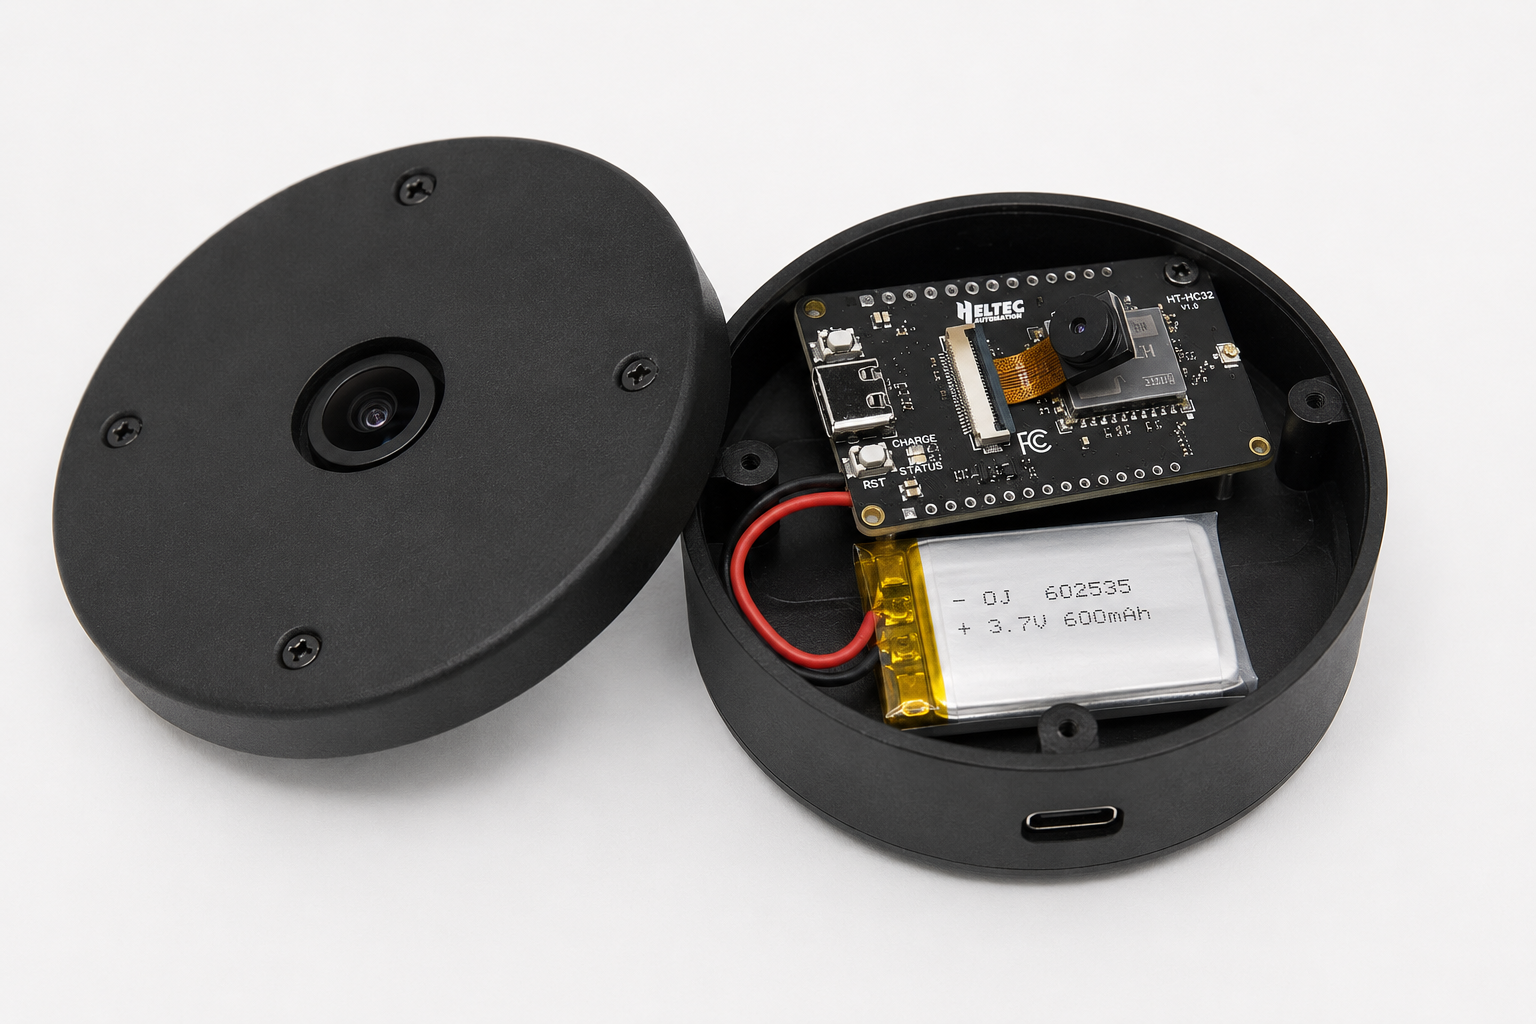 HELTEC
AUTOMATION
HT-HC32
V1.0
CHARGE
STATUS
RST
FC
- OJ 602535
+ 3.7V 600mAh